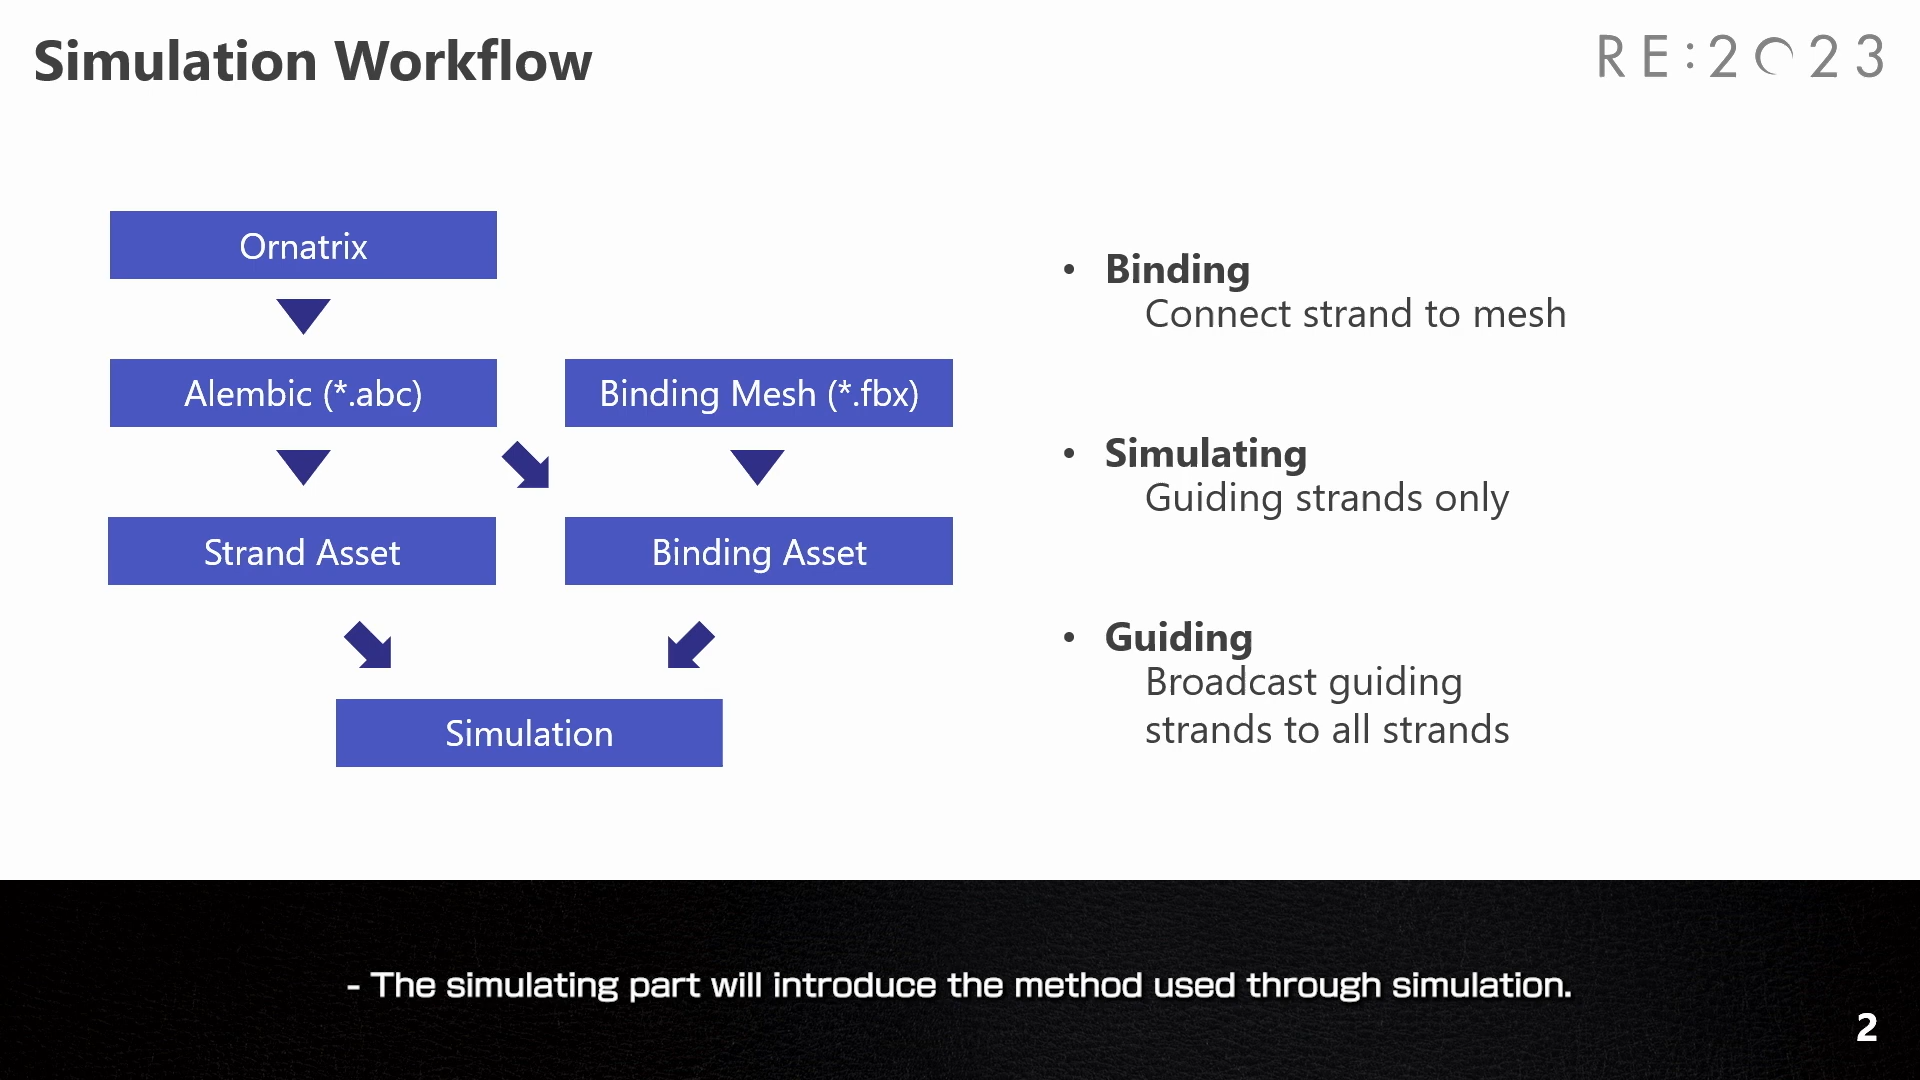 Simulation Workflow
RE:2023
Ornatrix
Alembic (*.abc)
Binding Mesh (*.fbx)
Strand Asset
Binding Asset
Simulation
• Binding
Connect strand to mesh
• Simulating
Guiding strands only
• Guiding
Broadcast guiding
strands to all strands
- The simulating part will introduce the method used through simulation.
2